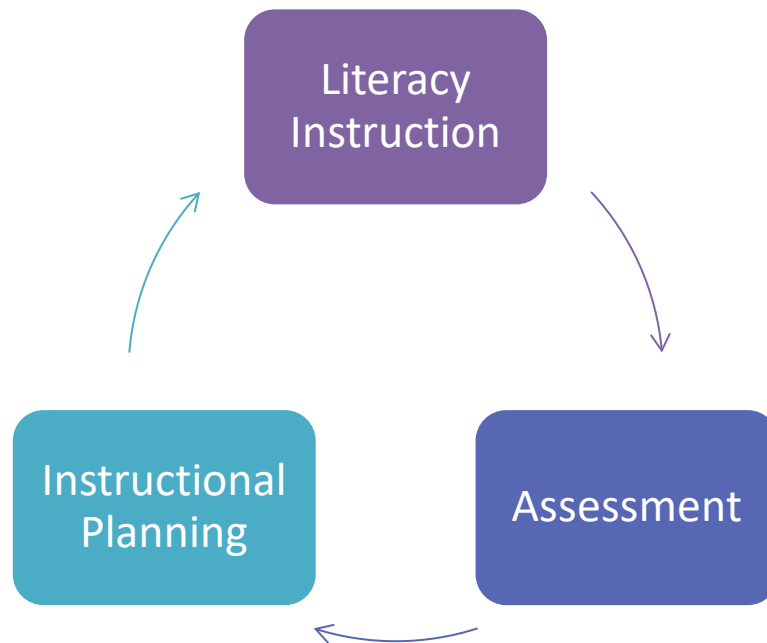 Literacy
Instruction
Instructional
Planning
Assessment